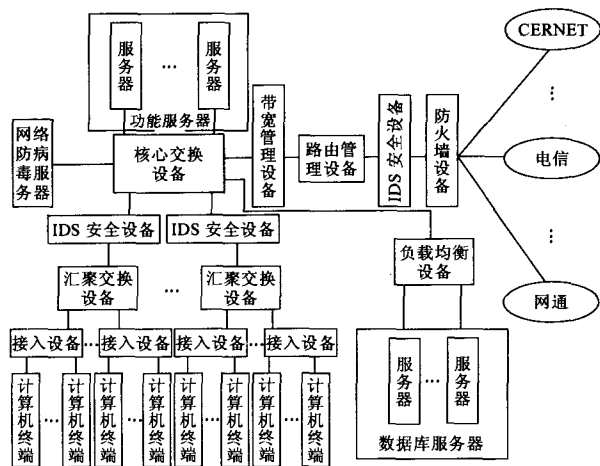 服务器
…
服务器
功能服务器
CERNET
…
电信
…
网通
网络
防病
毒服
务器
核心交换
设备
带宽管理设备
路由管
理设备
IDS 安全设备
防火墙设备
IDS 安全设备
IDS 安全设备
负载均衡
设备
汇聚交换
设备
…
汇聚交换
设备
接入设备
…
接入设备
接入设备
…
接入设备
计算机终端
…
计算机终端
计算机终端
…
计算机终端
计算机终端
…
计算机终端
计算机终端
…
计算机终端
服务器
…
服务器
数据库服务器